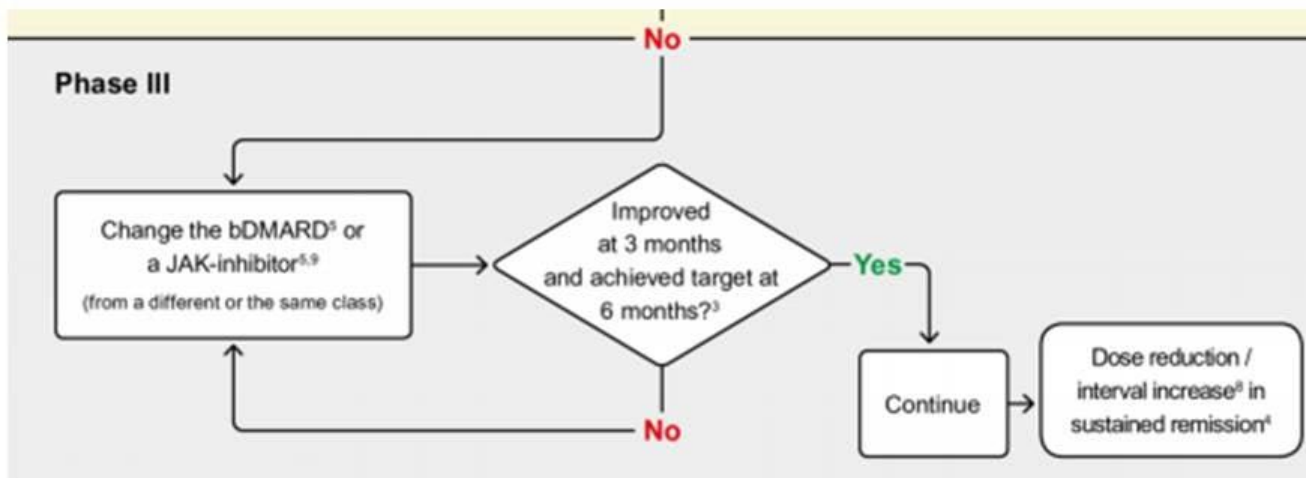 No
Phase III
Change the bDMARD⁵ or
a JAK-inhibitor⁵,⁹
(from a different or the same class)
Improved
at 3 months
and achieved target at
6 months?³
Yes
Continue
Dose reduction /
interval increase⁸ in
sustained remission⁴
No